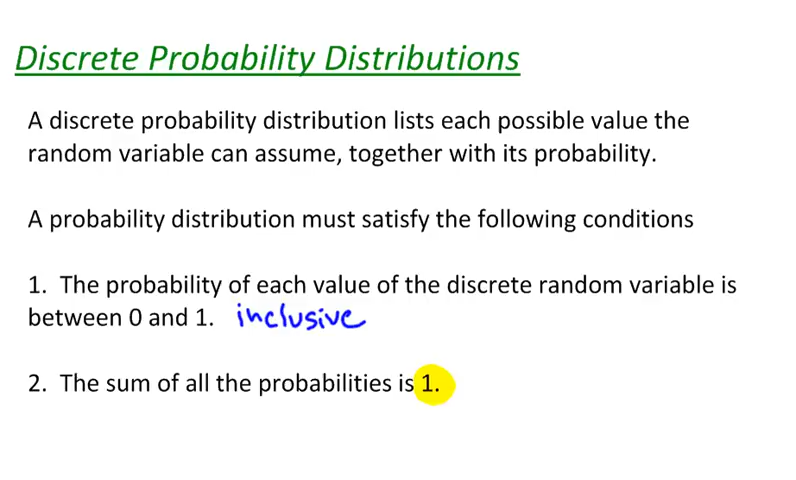 Discrete Probability Distributions
A discrete probability distribution lists each possible value the
random variable can assume, together with its probability.
A probability distribution must satisfy the following conditions
1. The probability of each value of the discrete random variable is
between 0 and 1. inclusive
2. The sum of all the probabilities is 1.